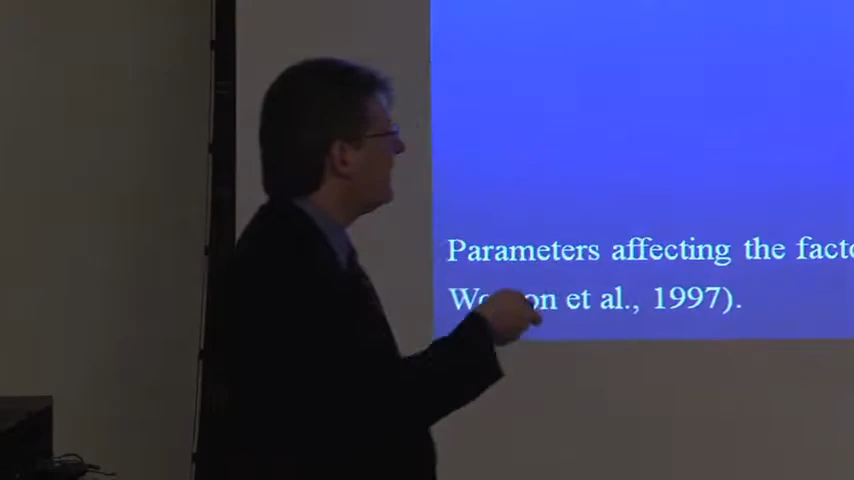 Parameters affecting the
et al., 1997).